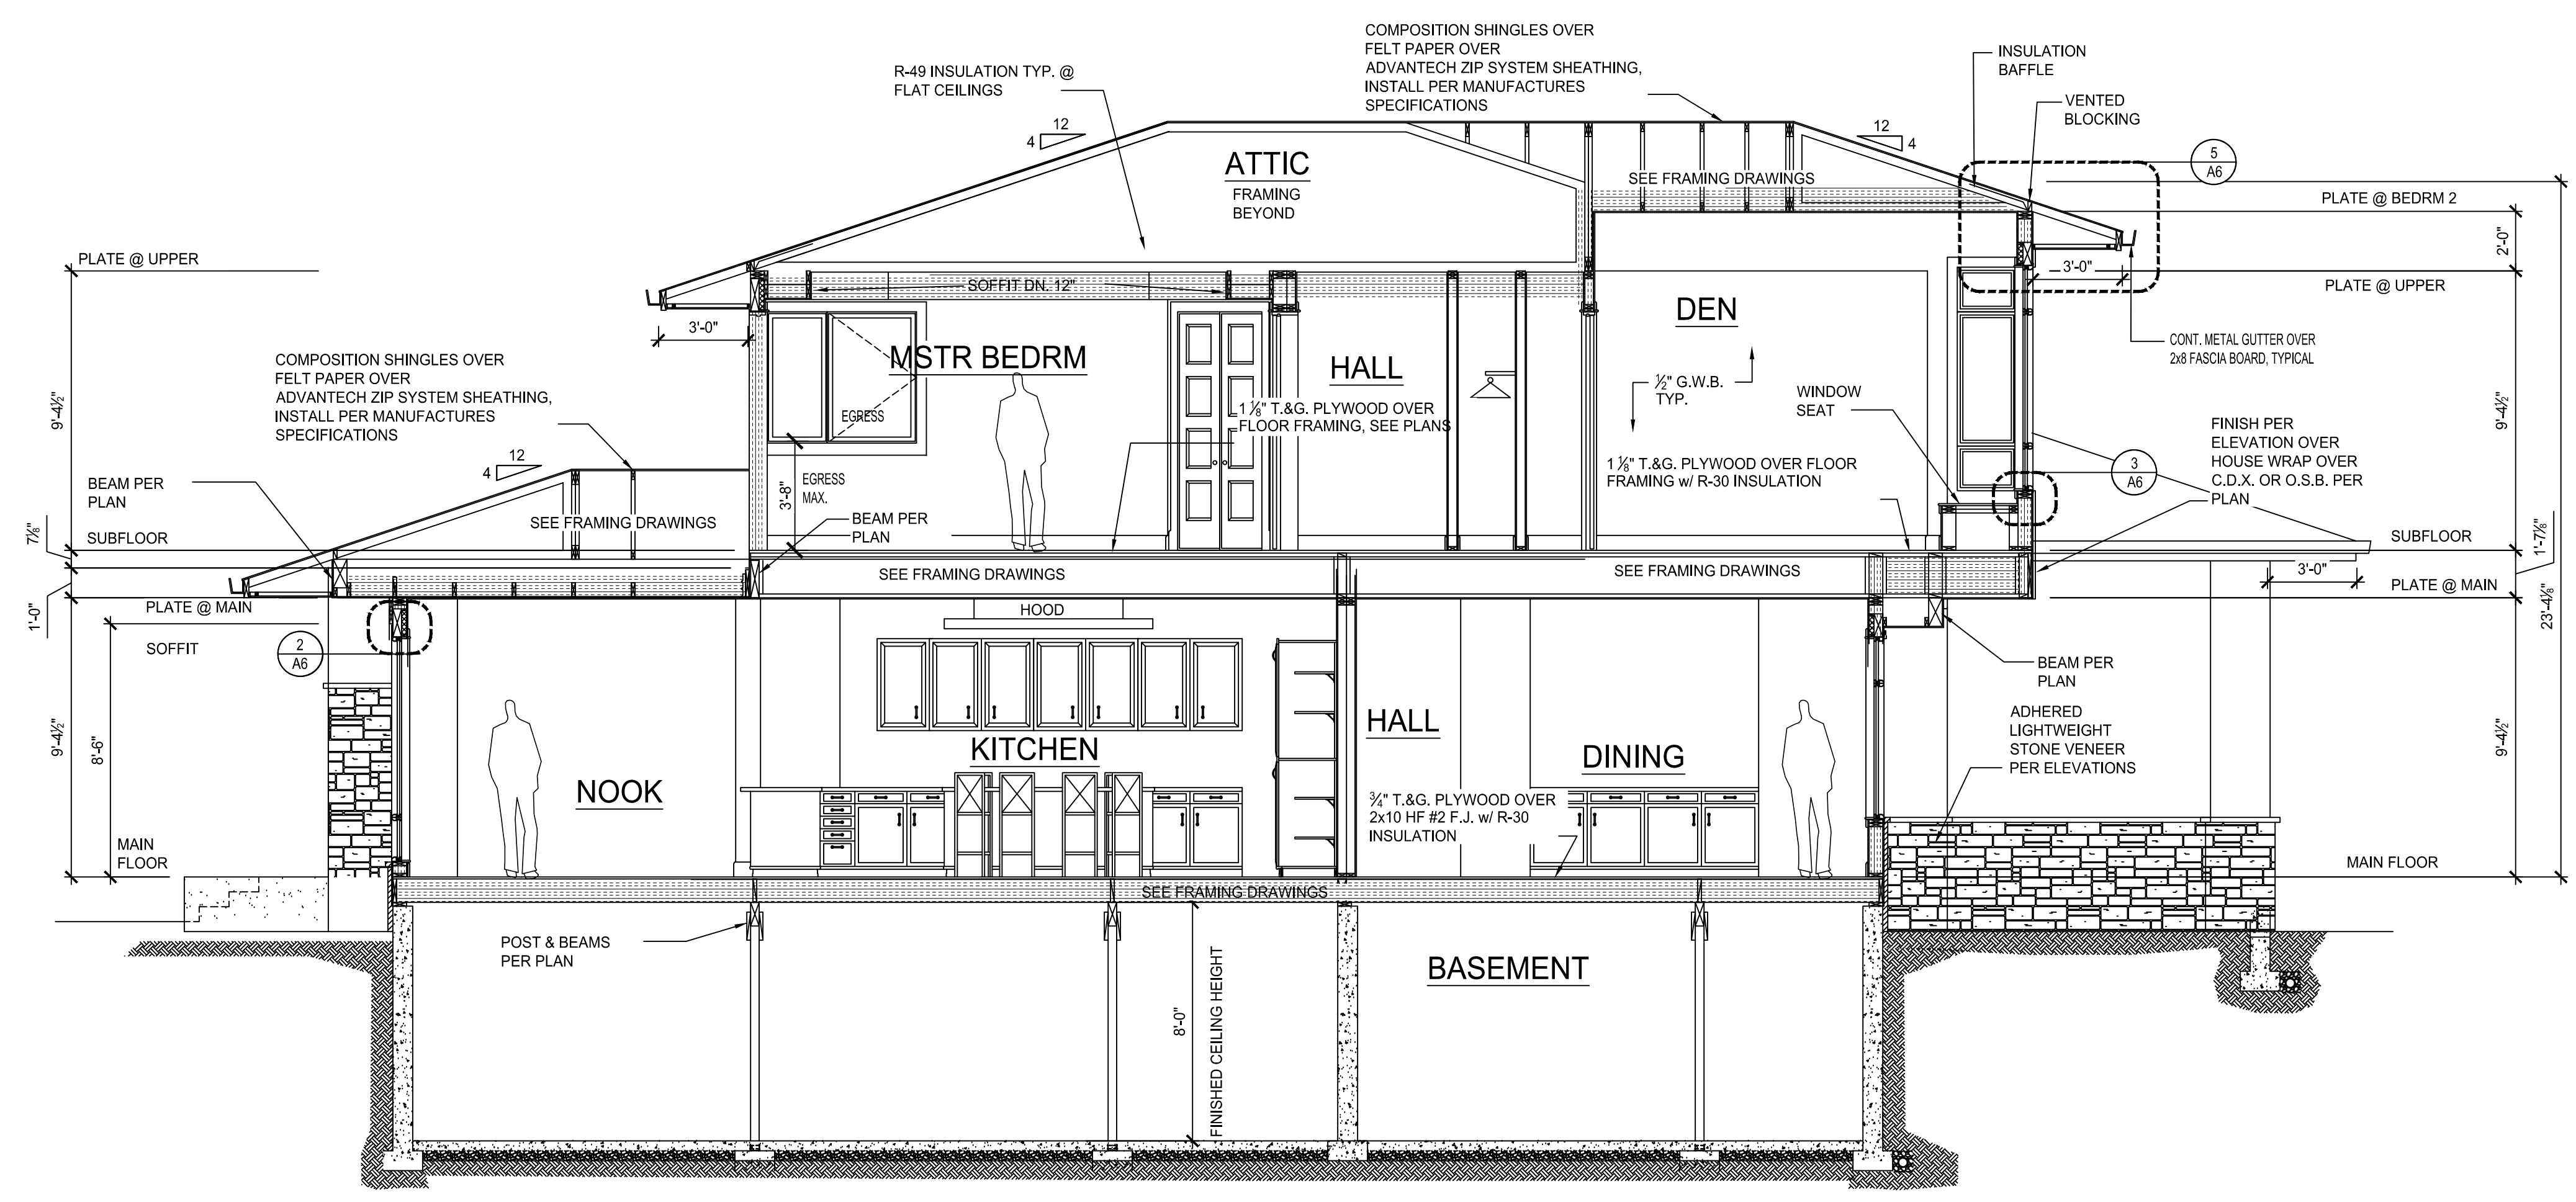 COMPOSITION SHINGLES OVER
FELT PAPER OVER
ADVANTECH ZIP SYSTEM SHEATHING,
INSTALL PER MANUFACTURES
SPECIFICATIONS
R-49 INSULATION TYP. @
FLAT CEILINGS
INSULATION
BAFFLE
VENTED
BLOCKING
12
4
12
4
5
A6
ATTIC
FRAMING
BEYOND
SEE FRAMING DRAWINGS
PLATE @ BEDRM 2
2'-0"
PLATE @ UPPER
PLATE @ UPPER
3'-0"
SOFFIT DN. 12"
3'-0"
DEN
MSTR BEDRM
HALL
CONT. METAL GUTTER OVER
2x8 FASCIA BOARD, TYPICAL
COMPOSITION SHINGLES OVER
FELT PAPER OVER
ADVANTECH ZIP SYSTEM SHEATHING,
INSTALL PER MANUFACTURES
SPECIFICATIONS
9'-4½"
EGRESS
1 ⅛" T.&G. PLYWOOD OVER
FLOOR FRAMING, SEE PLANS
½" G.W.B.
TYP.
WINDOW
SEAT
9'-4½"
FINISH PER
ELEVATION OVER
HOUSE WRAP OVER
C.D.X. OR O.S.B. PER
PLAN
12
4
1 ⅛" T.&G. PLYWOOD OVER FLOOR
FRAMING w/ R-30 INSULATION
3
A6
BEAM PER
PLAN
3'-8"
EGRESS
MAX.
SEE FRAMING DRAWINGS
BEAM PER
PLAN
7⅞"
SUBFLOOR
SUBFLOOR
1'-7⅞"
SEE FRAMING DRAWINGS
SEE FRAMING DRAWINGS
3'-0"
PLATE @ MAIN
23'-4⅞"
1'-0"
PLATE @ MAIN
HOOD
SOFFIT
2
A6
BEAM PER
PLAN
9'-4½"
8'-6"
HALL
KITCHEN
DINING
NOOK
ADHERED
LIGHTWEIGHT
STONE VENEER
PER ELEVATIONS
9'-4½"
¾" T.&G. PLYWOOD OVER
2x10 HF #2 F.J. w/ R-30
INSULATION
MAIN
FLOOR
MAIN FLOOR
SEE FRAMING DRAWINGS
POST & BEAMS
PER PLAN
BASEMENT
8'-0"
FINISHED CEILING HEIGHT